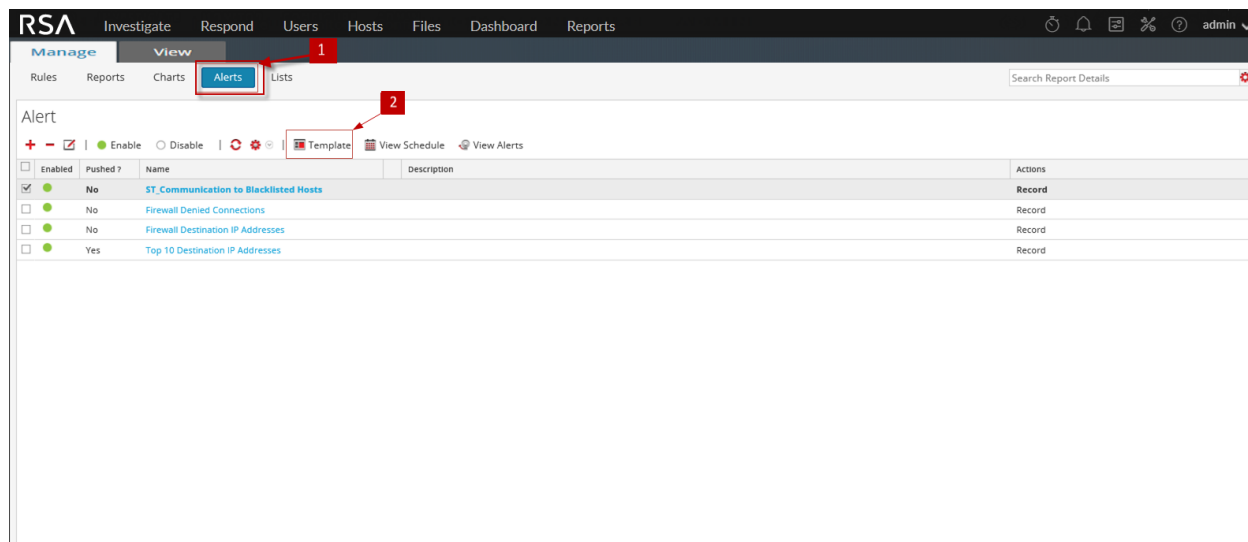 RSA Investigate Respond Users Hosts Files Dashboard Reports admin
Manage View 1
Rules Reports Charts Alerts Lists Search Report Details
2
Alert
Enable Disable Template View Schedule View Alerts
Enabled Pushed ? Name Description Actions
No ST_Communication to Blacklisted Hosts Record
No Firewall Denied Connections Record
No Firewall Destination IP Addresses Record
Yes Top 10 Destination IP Addresses Record